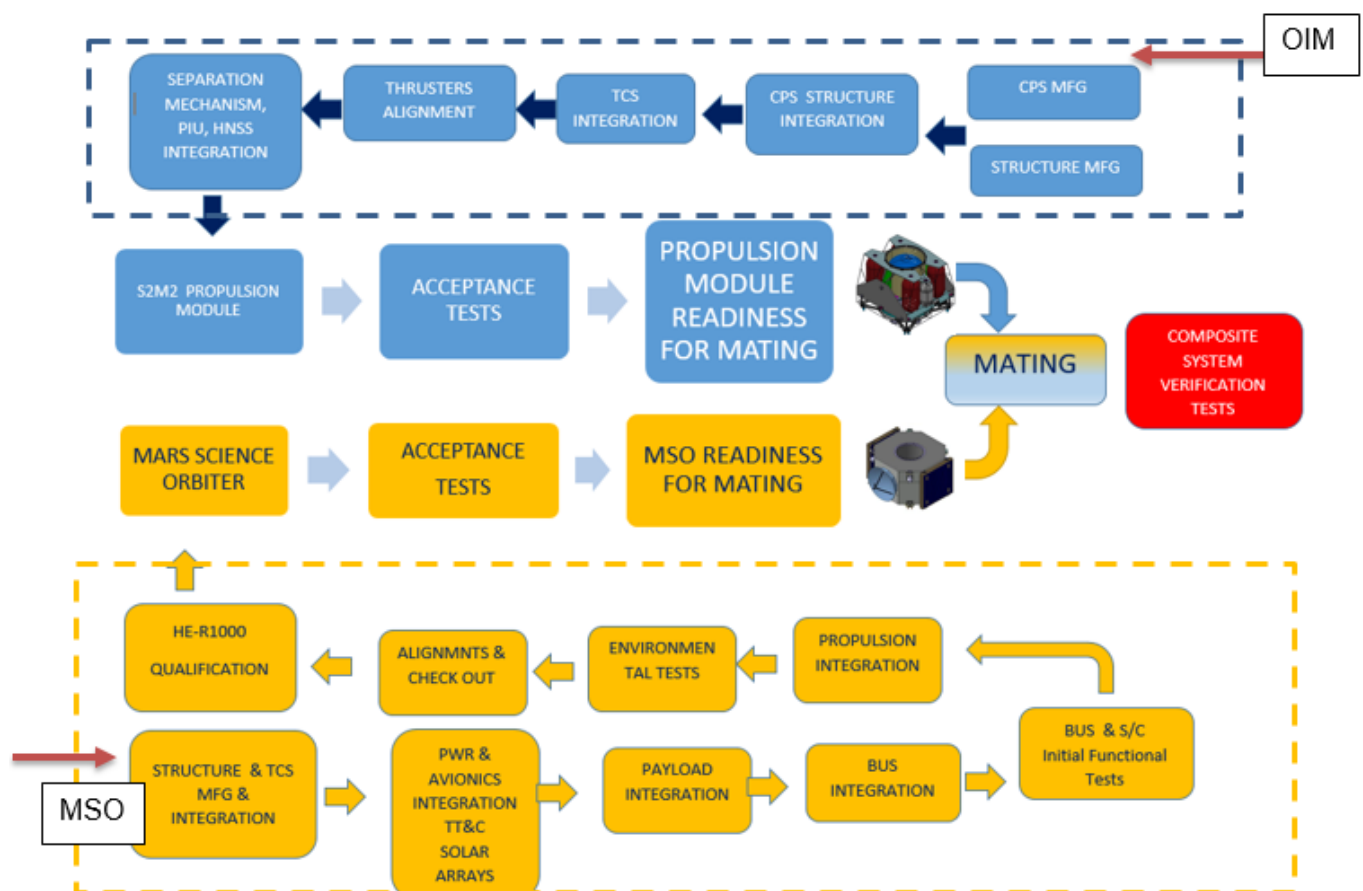 OIM
SEPARATION
MECHANISM,
PIU, HNSS
INTEGRATION
THRUSTERS
ALIGNMENT
TCS
INTEGRATION
CPS STRUCTURE
INTEGRATION
CPS MFG
STRUCTURE MFG
S2M2 PROPULSION
MODULE
ACCEPTANCE
TESTS
PROPULSION
MODULE
READINESS
FOR MATING
MATING
COMPOSITE
SYSTEM
VERIFICATION
TESTS
MARS SCIENCE
ORBITER
ACCEPTANCE
TESTS
MSO READINESS
FOR MATING
HE-R1000
QUALIFICATION
ALIGNMNTS &
CHECK OUT
ENVIRONMEN
TAL TESTS
PROPULSION
INTEGRATION
MSO
STRUCTURE & TCS
MFG &
INTEGRATION
PWR &
AVIONICS
INTEGRATION
TT&C
SOLAR
ARRAYS
PAYLOAD
INTEGRATION
BUS
INTEGRATION
BUS & S/C
Initial Functional
Tests